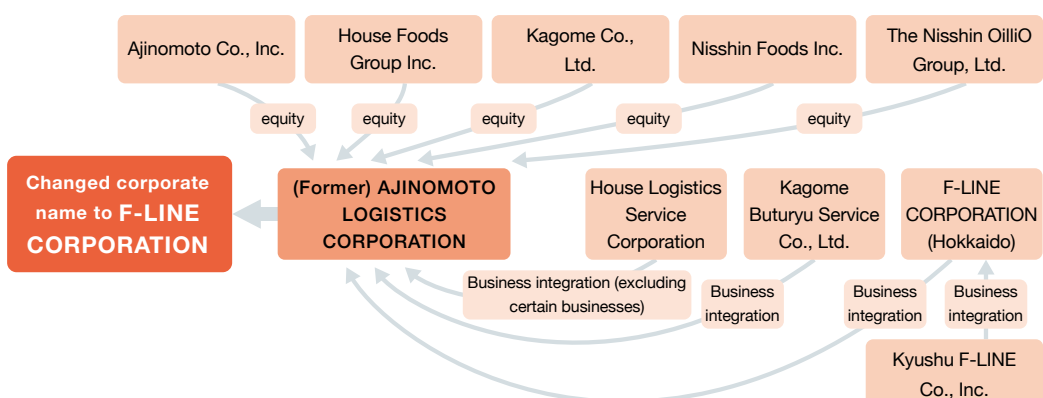 Ajinomoto Co., Inc.
House Foods
Group Inc.
Kagome Co.,
Ltd.
Nisshin Foods Inc.
The Nisshin OilliO
Group, Ltd.
equity
equity
equity
equity
equity
Changed corporate
name to F-LINE
CORPORATION
(Former) AJINOMOTO
LOGISTICS
CORPORATION
House Logistics
Service
Corporation
Kagome
Buturyu Service
Co., Ltd.
F-LINE
CORPORATION
(Hokkaido)
Business integration (excluding
certain businesses)
Business
integration
Business
integration
Business
integration
Kyushu F-LINE
Co., Inc.